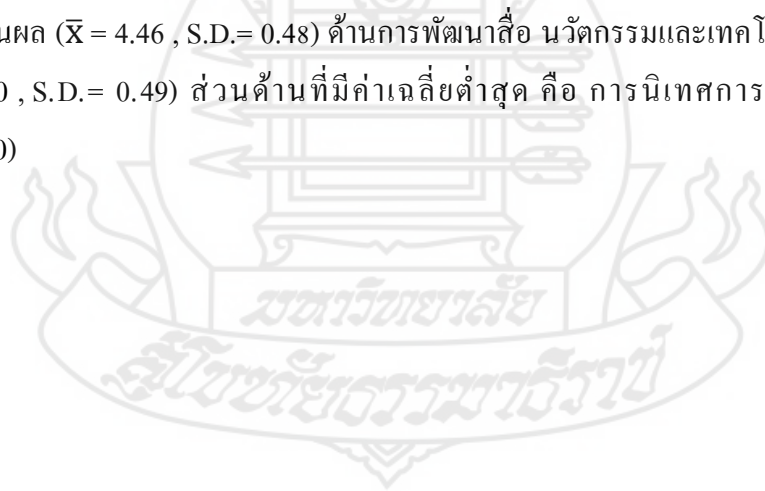 นผล (x̄ = 4.46 , S.D.= 0.48) ด้านการพัฒนาสื่อ นวัตกรรมและเทคโ
0 , S.D.= 0.49) ส่วนด้านที่มีค่าเฉลี่ยต่ำสุด คือ การนิเทศการ
0)
มหาวิทยาลัย
สุโขทัยธรรมาธิราช